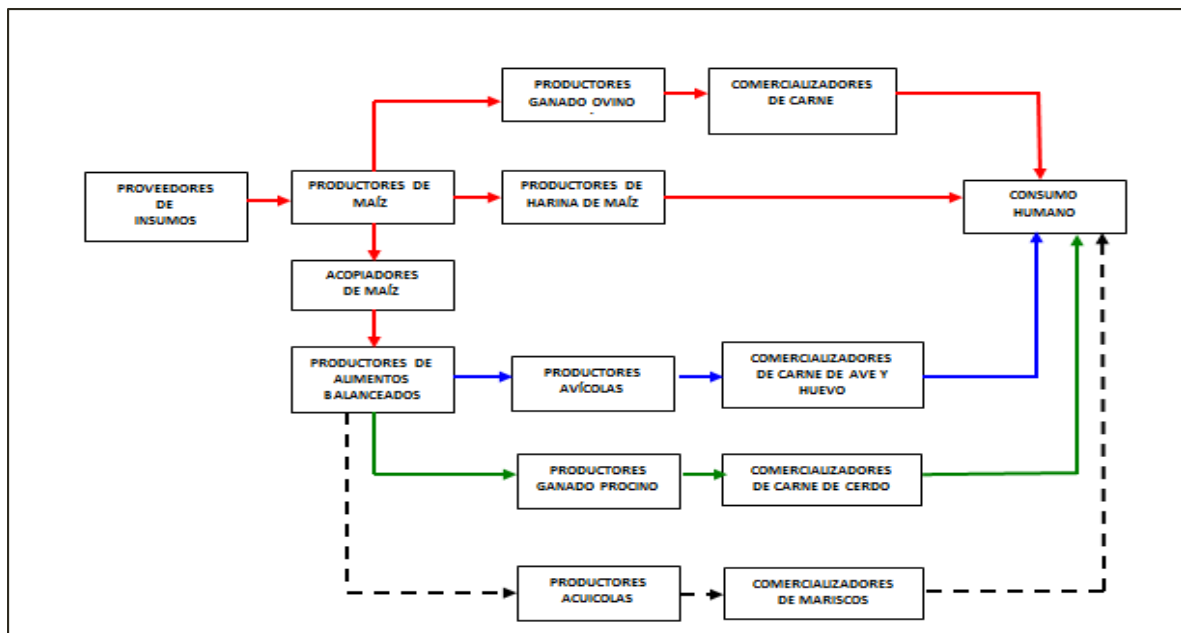 PRODUCTORES
GANADO OVINO
COMERCIALIZADORES
DE CARNE
PROVEEDORES
DE
INSUMOS
PRODUCTORES DE
MAÍZ
PRODUCTORES DE
HARINA DE MAÍZ
CONSUMO
HUMANO
ACOPIADORES
DE MAÍZ
PRODUCTORES DE
ALIMENTOS
BALANCEADOS
PRODUCTORES
AVÍCOLAS
COMERCIALIZADORES
DE CARNE DE AVE Y
HUEVO
PRODUCTORES
GANADO PROCINO
COMERCIALIZADORES
DE CARNE DE CERDO
PRODUCTORES
ACUICOLAS
COMERCIALIZADORES
DE MARISCOS